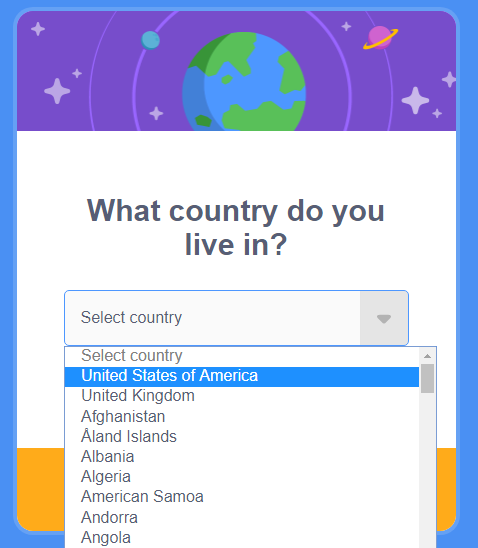 What country do you
live in?
Select country
Select country
United States of America
United Kingdom
Afghanistan
Åland Islands
Albania
Algeria
American Samoa
Andorra
Angola